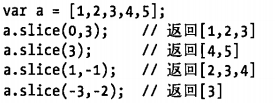 var a = [1,2,3,4,5];
a.slice(0,3);    // 返回[1,2,3]
a.slice(3);      // 返回[4,5]
a.slice(1,-1);   // 返回[2,3,4]
a.slice(-3,-2);  // 返回[3]